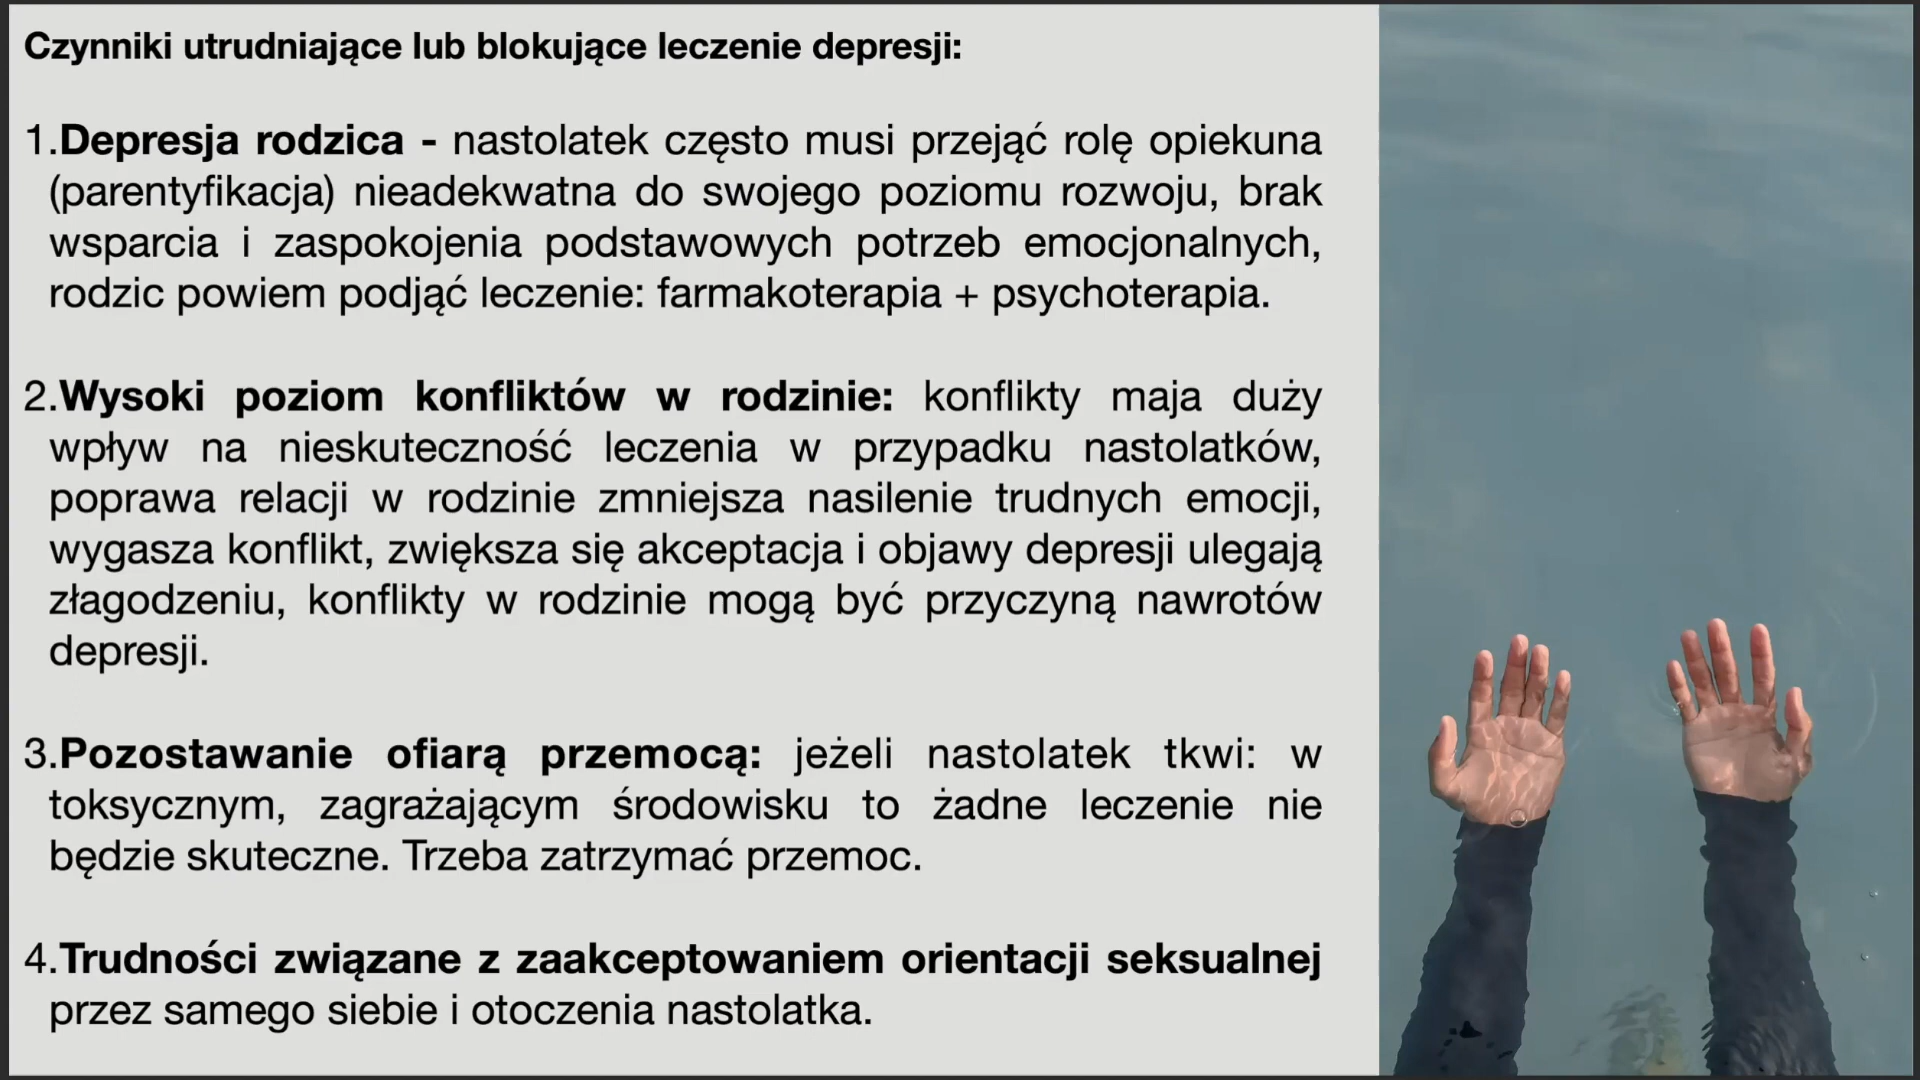 Czynniki utrudniające lub blokujące leczenie depresji:
1.Depresja rodzica - nastolatek często musi przejąć rolę opiekuna
(parentyfikacja) nieadekwatna do swojego poziomu rozwoju, brak
wsparcia i zaspokojenia podstawowych potrzeb emocjonalnych,
rodzic powiem podjąć leczenie: farmakoterapia + psychoterapia.
2.Wysoki poziom konfliktów w rodzinie: konflikty maja duży
wpływ na nieskuteczność leczenia w przypadku nastolatków,
poprawa relacji w rodzinie zmniejsza nasilenie trudnych emocji,
wygasza konflikt, zwiększa się akceptacja i objawy depresji ulegają
złagodzeniu, konflikty w rodzinie mogą być przyczyną nawrotów
depresji.
3.Pozostawanie ofiarą przemocą: jeżeli nastolatek tkwi: w
toksycznym, zagrażającym środowisku to żadne leczenie nie
będzie skuteczne. Trzeba zatrzymać przemoc.
4.Trudności związane z zaakceptowaniem orientacji seksualnej
przez samego siebie i otoczenia nastolatka.